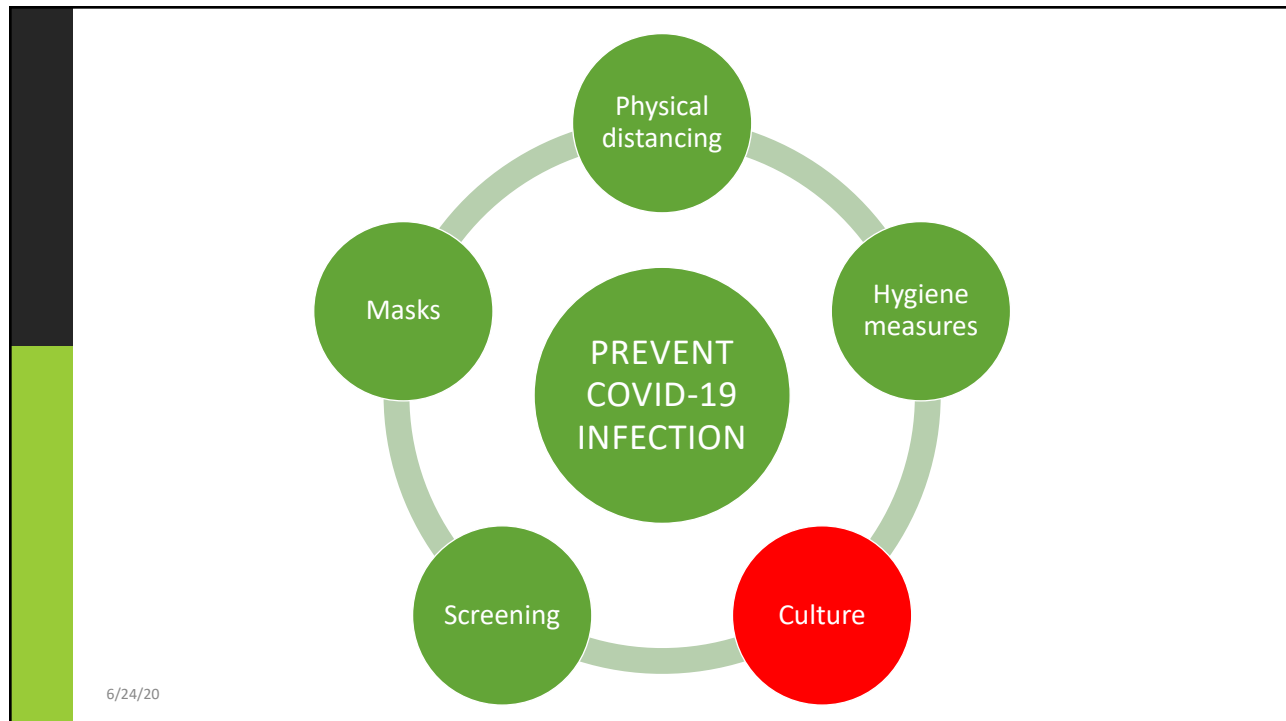 Physical
distancing
Hygiene
measures
Masks
PREVENT
COVID-19
INFECTION
Screening
Culture
6/24/20